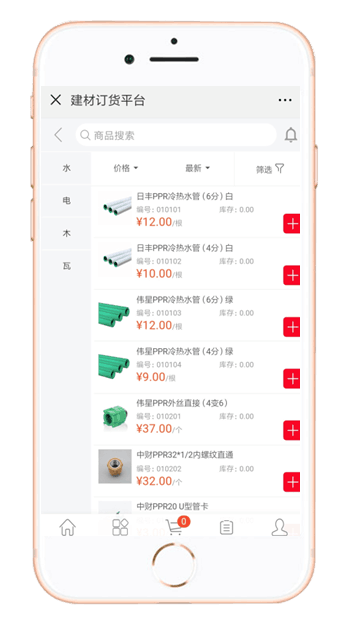 建材订货平台
商品搜索
水
电
木
瓦
价格
最新
筛选
日丰PPR冷热水管(6分)白
编号: 010101 库存: 0.00
¥12.00/根
日丰PPR冷热水管(4分)白
编号: 010102 库存: 0.00
¥10.00/根
伟星PPR冷热水管(6分)绿
编号: 010103 库存: 0.00
¥12.00/根
伟星PPR冷热水管(4分)绿
编号: 010104 库存: 0.00
¥9.00/根
伟星PPR外丝直接(4变6)
编号: 010201 库存: 0.00
¥37.00/个
中财PPR32*1/2内螺纹直通
编号: 010202 库存: 0.00
¥32.00/个
中财PPR20 U型管卡
0